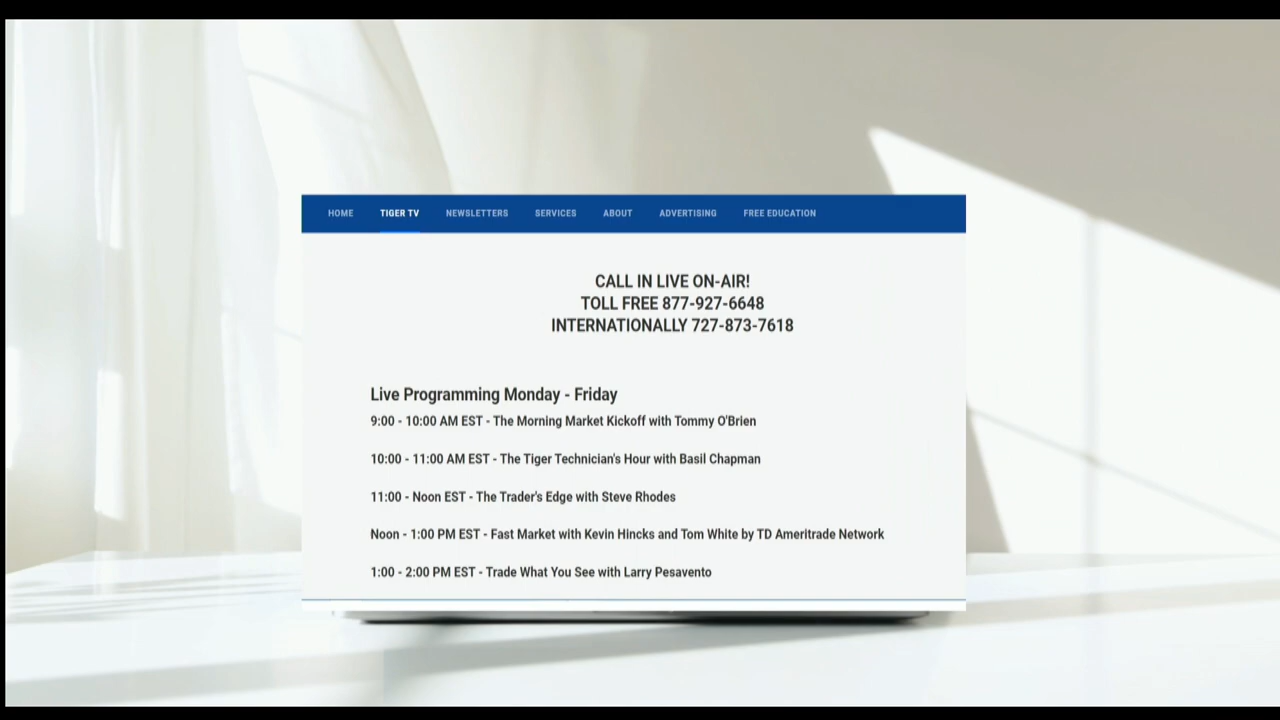 HOME TIGER TV NEWSLETTERS SERVICES ABOUT ADVERTISING FREE EDUCATION
CALL IN LIVE ON-AIR!
TOLL FREE 877-927-6648
INTERNATIONALLY 727-873-7618
Live Programming Monday - Friday
9:00 - 10:00 AM EST - The Morning Market Kickoff with Tommy O'Brien
10:00 - 11:00 AM EST - The Tiger Technician's Hour with Basil Chapman
11:00 - Noon EST - The Trader's Edge with Steve Rhodes
Noon - 1:00 PM EST - Fast Market with Kevin Hincks and Tom White by TD Ameritrade Network
1:00 - 2:00 PM EST - Trade What You See with Larry Pesavento